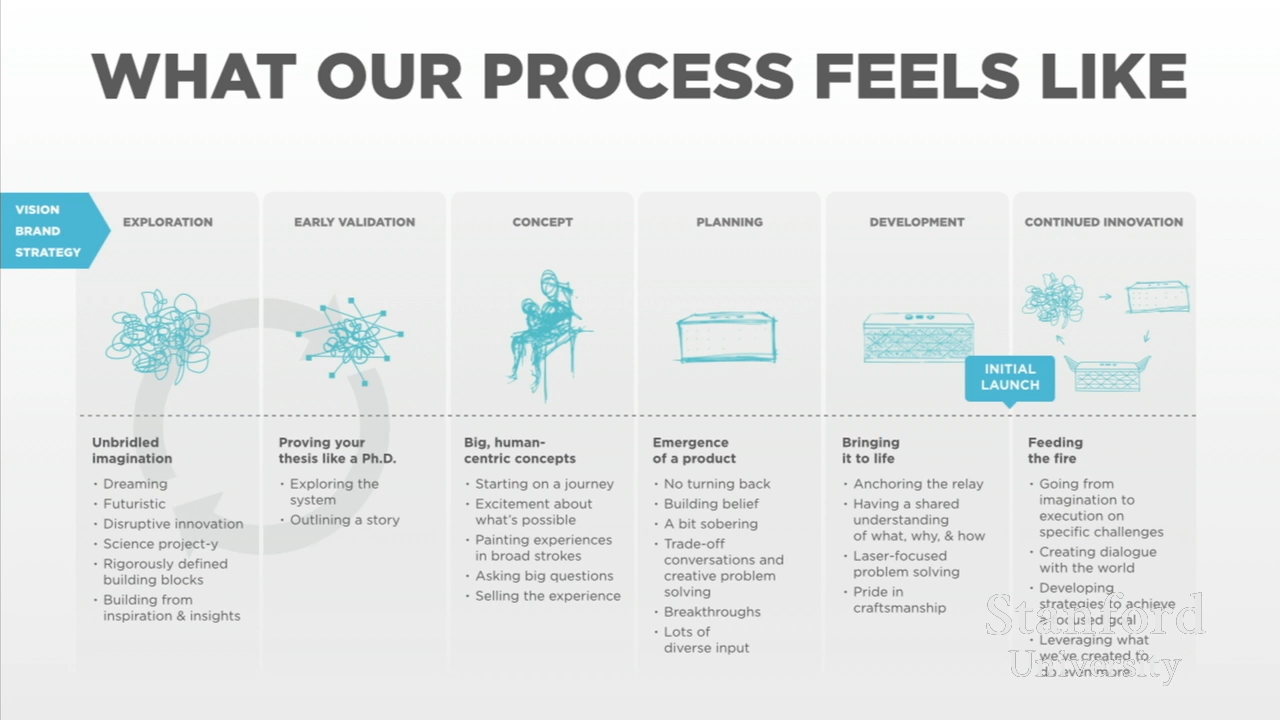 WHAT OUR PROCESS FEELS LIKE
VISION
BRAND
STRATEGY
EXPLORATION
Unbridled
imagination
· Dreaming
· Futuristic
· Disruptive innovation
· Science project-y
· Rigorously defined
building blocks
· Building from
inspiration & insights
EARLY VALIDATION
Proving your
thesis like a Ph.D.
· Exploring the
system
· Outlining a story
CONCEPT
Big, human-
centric concepts
· Starting on a journey
· Excitement about
what's possible
· Painting experiences
in broad strokes
· Asking big questions
· Selling the experience
PLANNING
Emergence
of a product
· No turning back
· Building belief
· A bit sobering
· Trade-off
conversations and
creative problem
solving
· Breakthroughs
· Lots of
diverse input
DEVELOPMENT
Bringing
it to life
· Anchoring the relay
· Having a shared
understanding
of what, why, & how
· Laser-focused
problem solving
· Pride in
craftsmanship
INITIAL
LAUNCH
CONTINUED INNOVATION
Feeding
the fire
· Going from
imagination to
execution on
specific challenges
· Creating dialogue
with the world
· Developing
strategies to achieve
a focused goal
· Leveraging what
we've created to
do even more
Stanford
University